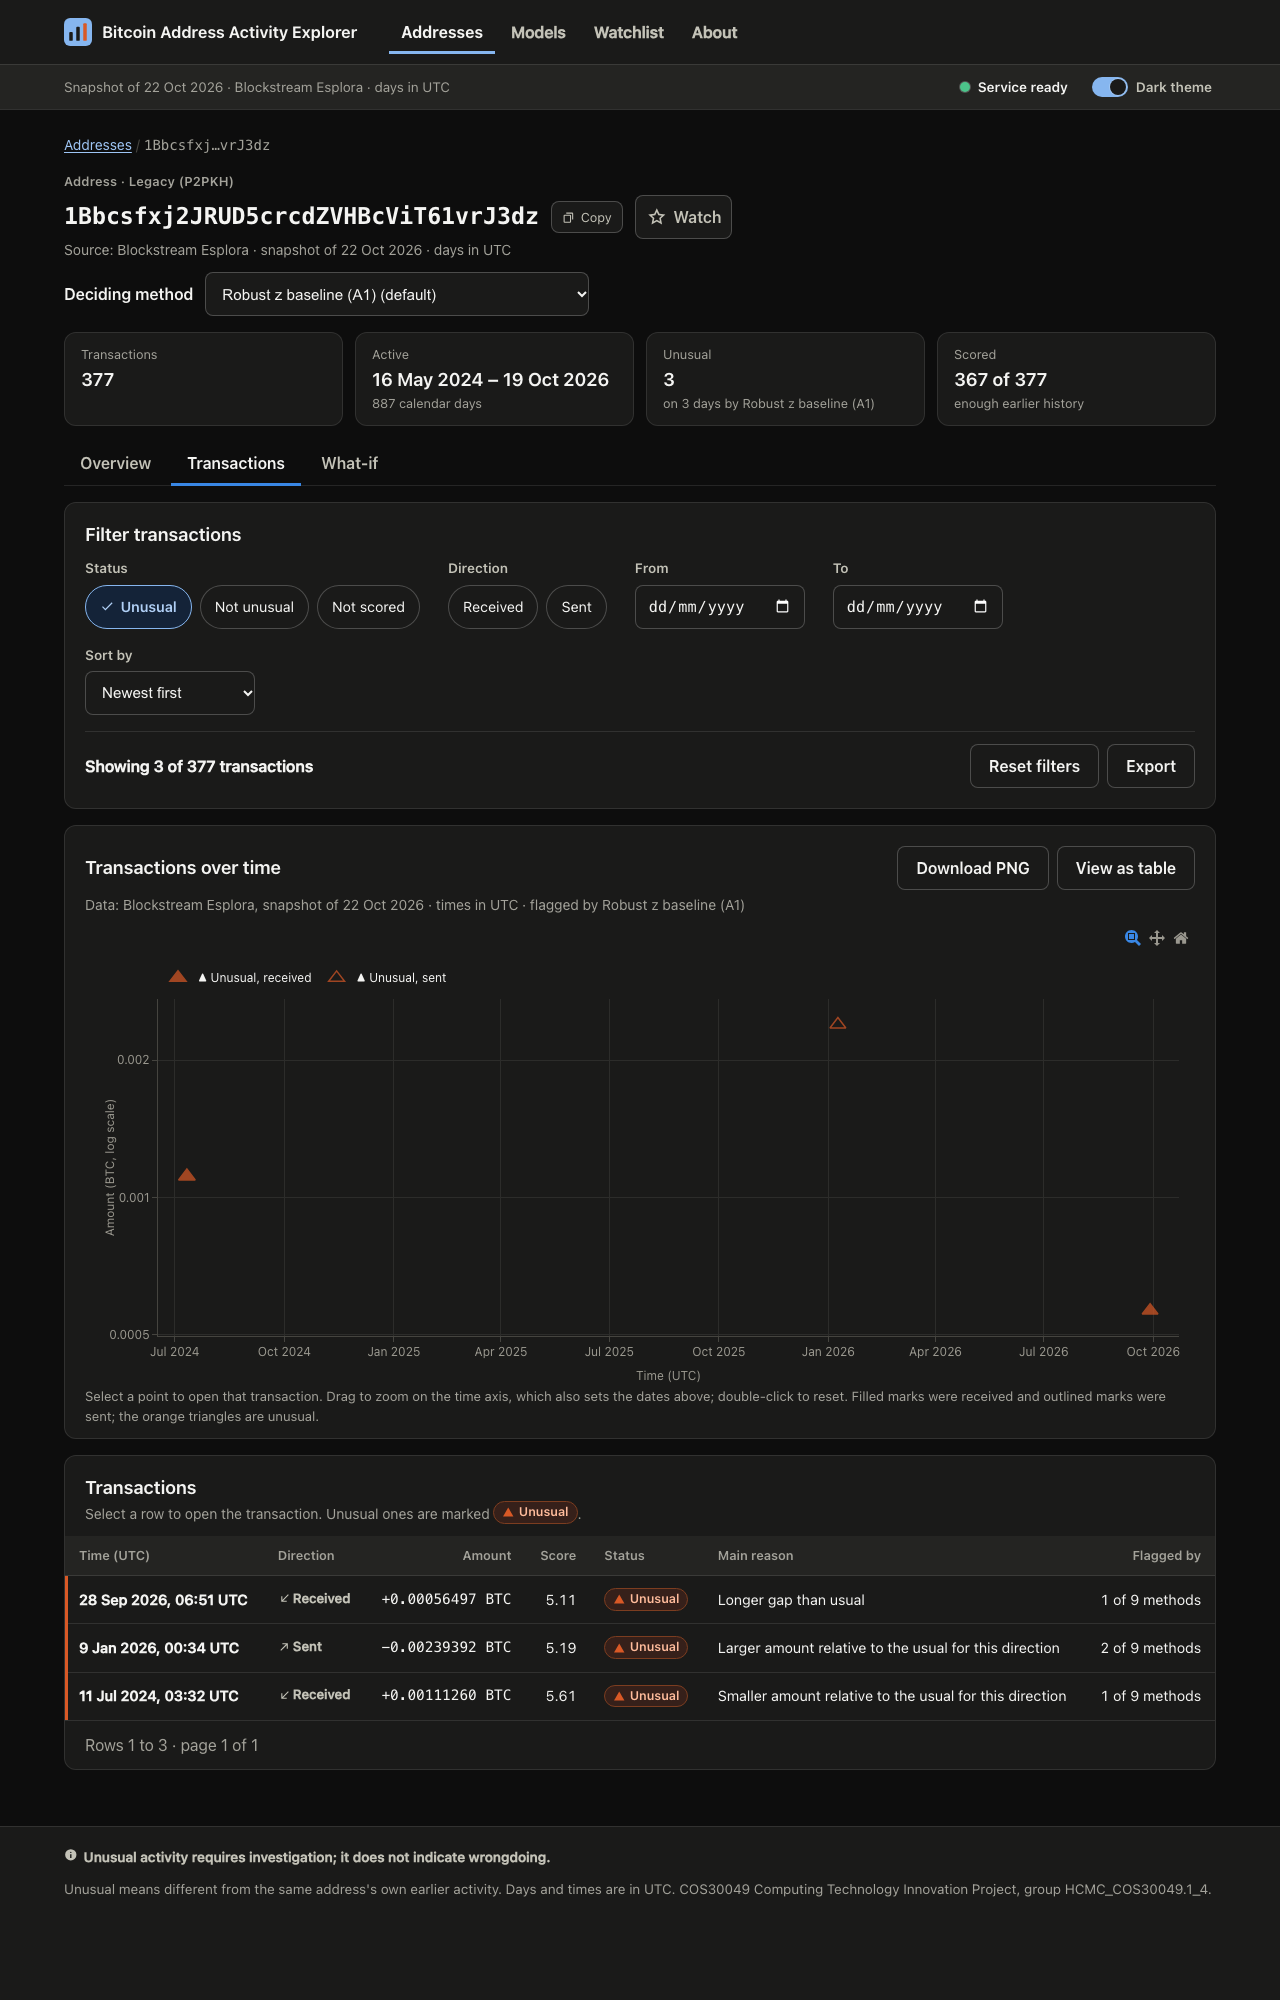 Bitcoin Address Activity Explorer
Addresses
Models
Watchlist
About
Snapshot of 22 Oct 2026 · Blockstream Esplora · days in UTC
Service ready
Dark theme
Addresses / 1Bbcsfxj…vrJ3dz
Address · Legacy (P2PKH)
1Bbcsfxj2JRUD5crcdZVHBcViT61vrJ3dz
Copy
Watch
Source: Blockstream Esplora · snapshot of 22 Oct 2026 · days in UTC
Deciding method
Robust z baseline (A1) (default)
Transactions
377
Active
16 May 2024 – 19 Oct 2026
887 calendar days
Unusual
3
on 3 days by Robust z baseline (A1)
Scored
367 of 377
enough earlier history
Overview
Transactions
What-if
Filter transactions
Status
Unusual
Not unusual
Not scored
Direction
Received
Sent
From
dd/mm/yyyy
To
dd/mm/yyyy
Sort by
Newest first
Showing 3 of 377 transactions
Reset filters
Export
Transactions over time
Download PNG
View as table
Data: Blockstream Esplora, snapshot of 22 Oct 2026 · times in UTC · flagged by Robust z baseline (A1)
▲ Unusual, received
▲ Unusual, sent
Amount (BTC, log scale)
0.002
0.001
0.0005
Jul 2024
Oct 2024
Jan 2025
Apr 2025
Jul 2025
Oct 2025
Jan 2026
Apr 2026
Jul 2026
Oct 2026
Time (UTC)
Select a point to open that transaction. Drag to zoom on the time axis, which also sets the dates above; double-click to reset. Filled marks were received and outlined marks were
sent; the orange triangles are unusual.
Transactions
Select a row to open the transaction. Unusual ones are marked ▲ Unusual.
Time (UTC) Direction Amount Score Status Main reason Flagged by
28 Sep 2026, 06:51 UTC ↙ Received +0.00056497 BTC 5.11 ▲ Unusual Longer gap than usual 1 of 9 methods
9 Jan 2026, 00:34 UTC ↗ Sent −0.00239392 BTC 5.19 ▲ Unusual Larger amount relative to the usual for this direction 2 of 9 methods
11 Jul 2024, 03:32 UTC ↙ Received +0.00111260 BTC 5.61 ▲ Unusual Smaller amount relative to the usual for this direction 1 of 9 methods
Rows 1 to 3 · page 1 of 1
Unusual activity requires investigation; it does not indicate wrongdoing.
Unusual means different from the same address's own earlier activity. Days and times are in UTC. COS30049 Computing Technology Innovation Project, group HCMC_COS30049.1_4.